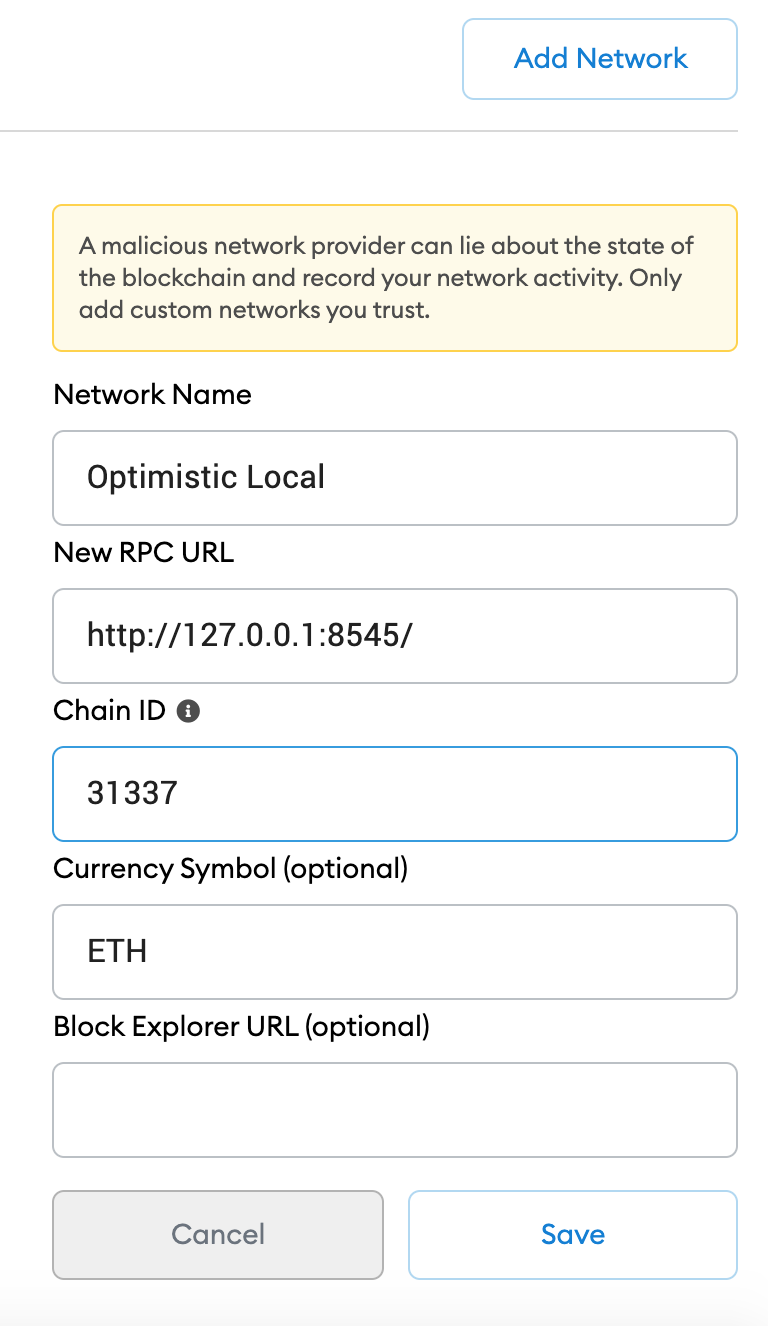 Add Network
A malicious network provider can lie about the state of
the blockchain and record your network activity. Only
add custom networks you trust.
Network Name
Optimistic Local
New RPC URL
http://127.0.0.1:8545/
Chain ID
31337
Currency Symbol (optional)
ETH
Block Explorer URL (optional)
Cancel
Save